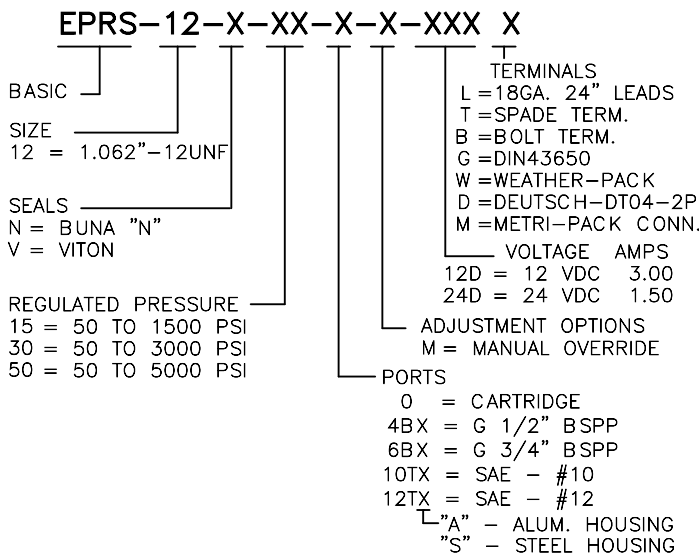 EPRS-12-X-XX-X-X-XXX X
BASIC
SIZE
12 = 1.062"-12UNF
SEALS
N = BUNA "N"
V = VITON
REGULATED PRESSURE
15 = 50 TO 1500 PSI
30 = 50 TO 3000 PSI
50 = 50 TO 5000 PSI
TERMINALS
L =18GA. 24" LEADS
T =SPADE TERM.
B =BOLT TERM.
G =DIN43650
W =WEATHER-PACK
D =DEUTSCH-DT04-2P
M =METRI-PACK CONN.
VOLTAGE AMPS
12D = 12 VDC 3.00
24D = 24 VDC 1.50
ADJUSTMENT OPTIONS
M = MANUAL OVERRIDE
PORTS
0 = CARTRIDGE
4BX = G 1/2" BSPP
6BX = G 3/4" BSPP
10TX = SAE - #10
12TX = SAE - #12
"A" - ALUM. HOUSING
"S" - STEEL HOUSING